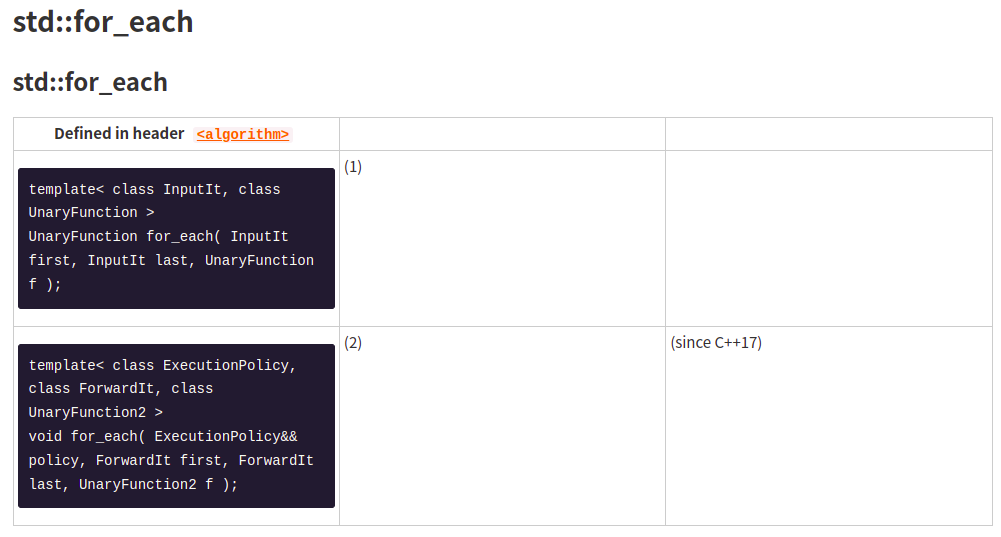 std::for_each
std::for_each
Defined in header <algorithm>
template< class InputIt, class
UnaryFunction >
UnaryFunction for_each( InputIt
first, InputIt last, UnaryFunction
f );
(1)
template< class ExecutionPolicy,
class ForwardIt, class
UnaryFunction2 >
void for_each( ExecutionPolicy&&
policy, ForwardIt first, ForwardIt
last, UnaryFunction2 f );
(2)
(since C++17)